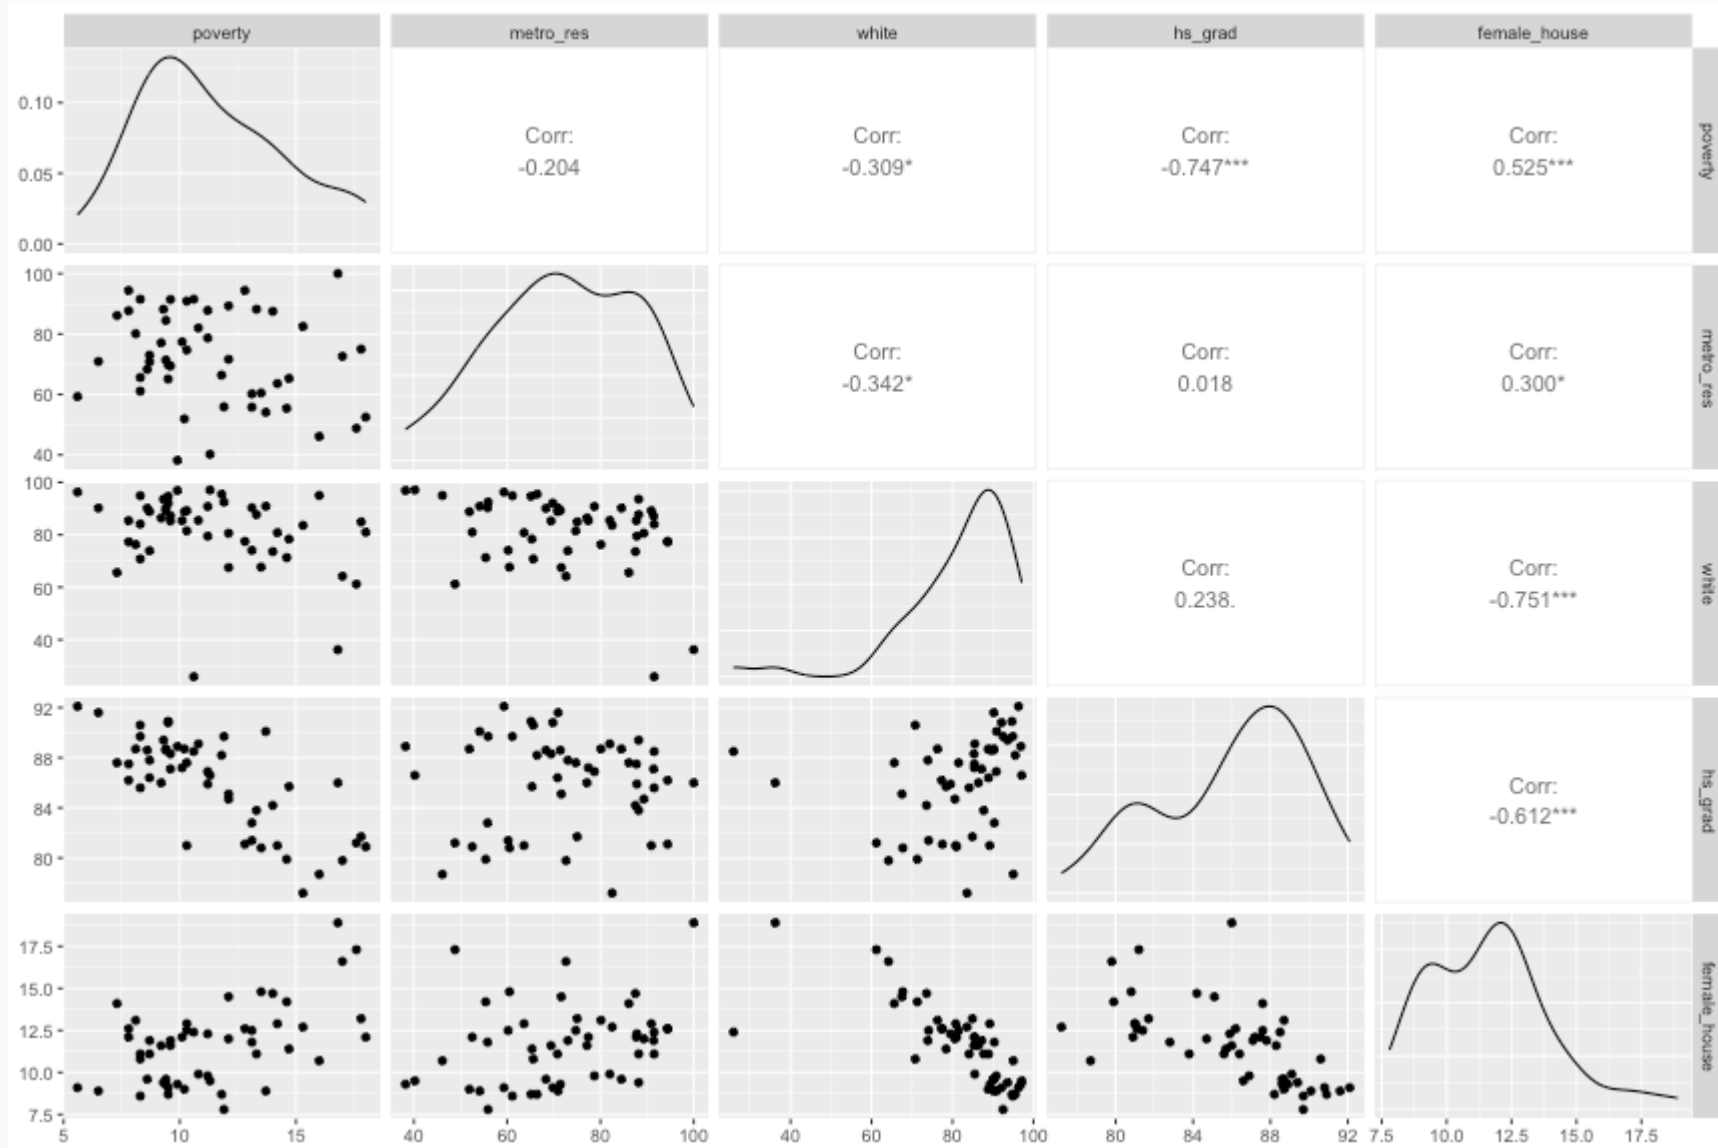 poverty metro_res white hs_grad female_house
0.10
Corr: Corr: Corr: Corr:
-0.204 -0.309* -0.747*** 0.525***
0.05
0.00
poverty
100
80
Corr: Corr: Corr:
-0.342* 0.018 0.300*
60
40
metro_res
100
80
Corr: Corr:
0.238. -0.751***
60
40
white
92
88
Corr:
-0.612***
84
80
hs_grad
17.5
15.0
12.5
10.0
7.5
female_house
5 10 15 40 60 80 100 40 60 80 100 80 84 88 92 7.5 10.0 12.5 15.0 17.5